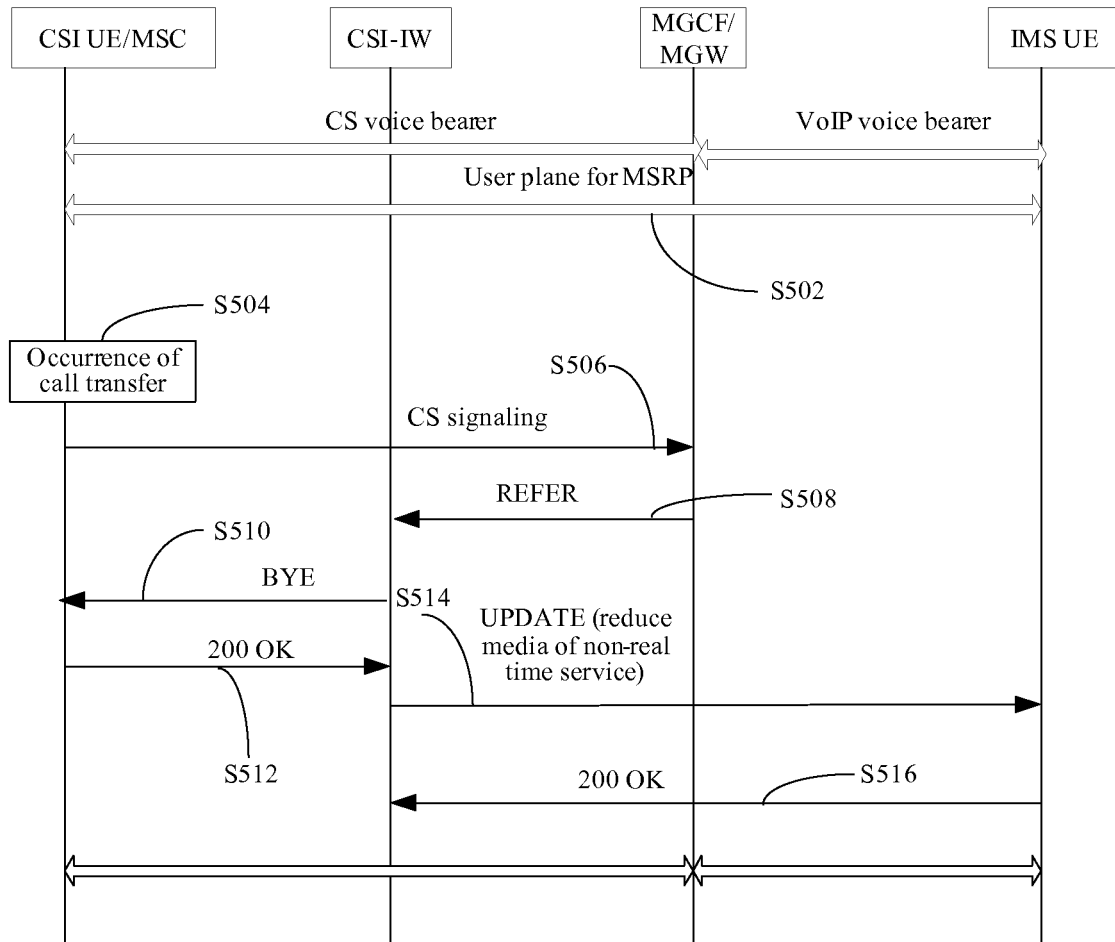 CSI UE/MSC
CSI-IW
MGCF/
MGW
IMS UE
CS voice bearer
VoIP voice bearer
User plane for MSRP
S502
S504
Occurrence of
call transfer
S506
CS signaling
REFER
S508
S510
BYE
S514
UPDATE (reduce
media of non-real
time service)
200 OK
S512
200 OK
S516